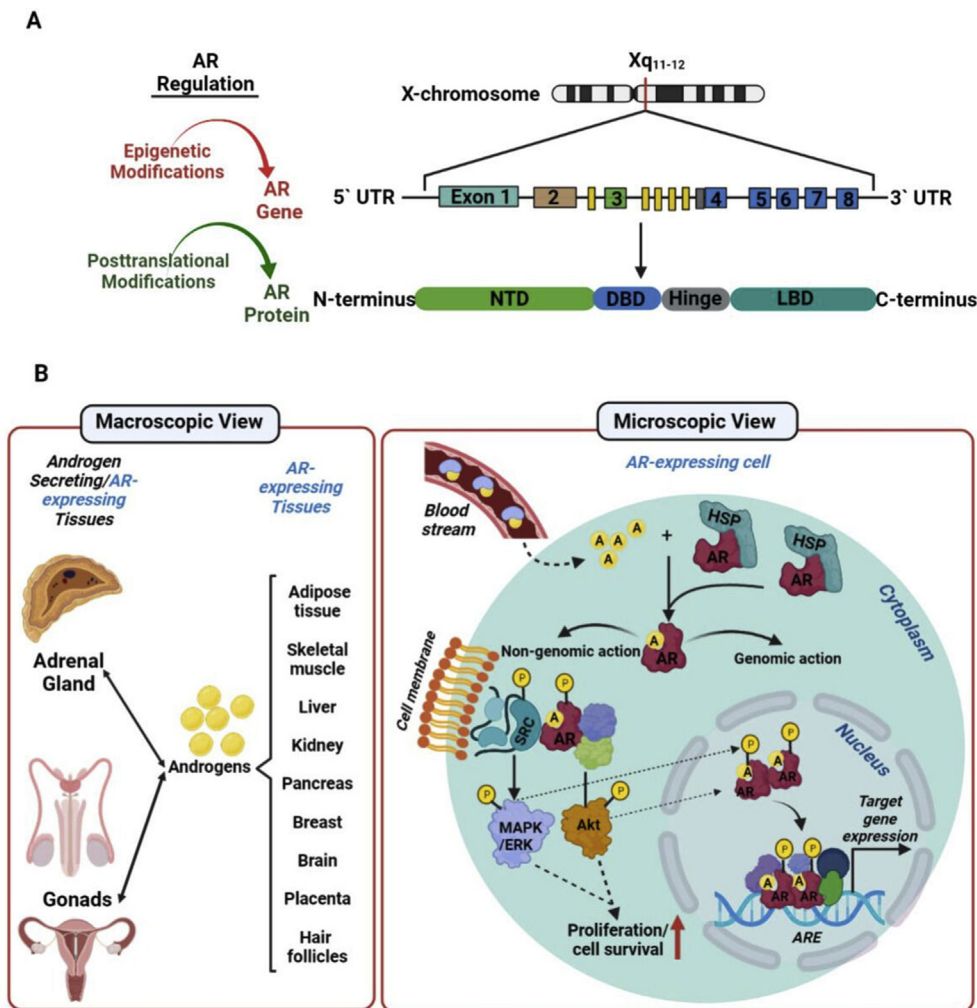 A
AR
Regulation
Epigenetic
Modifications
AR
Gene
Posttranslational
Modifications
AR
Protein
Xq11-12
X-chromosome
5` UTR
Exon 1
2
3
4
5
6
7
8
3` UTR
N-terminus
NTD
DBD
Hinge
LBD
C-terminus
B
Macroscopic View
Androgen
Secreting/AR-
expressing
Tissues
AR-
expressing
Tissues
Adrenal
Gland
Androgens
Gonads
Adipose
tissue
Skeletal
muscle
Liver
Kidney
Pancreas
Breast
Brain
Placenta
Hair
follicles
Microscopic View
AR-expressing cell
Blood
stream
A
A
A
A
+
HSP
AR
HSP
AR
Cytoplasm
A
AR
Non-genomic action
Genomic action
Cell membrane
P
SRC
P
A
AR
P
MAPK
/ERK
P
Akt
Proliferation/
cell survival
Nucleus
P
P
A
A
AR
AR
Target
gene
expression
P
P
A
A
AR
AR
ARE